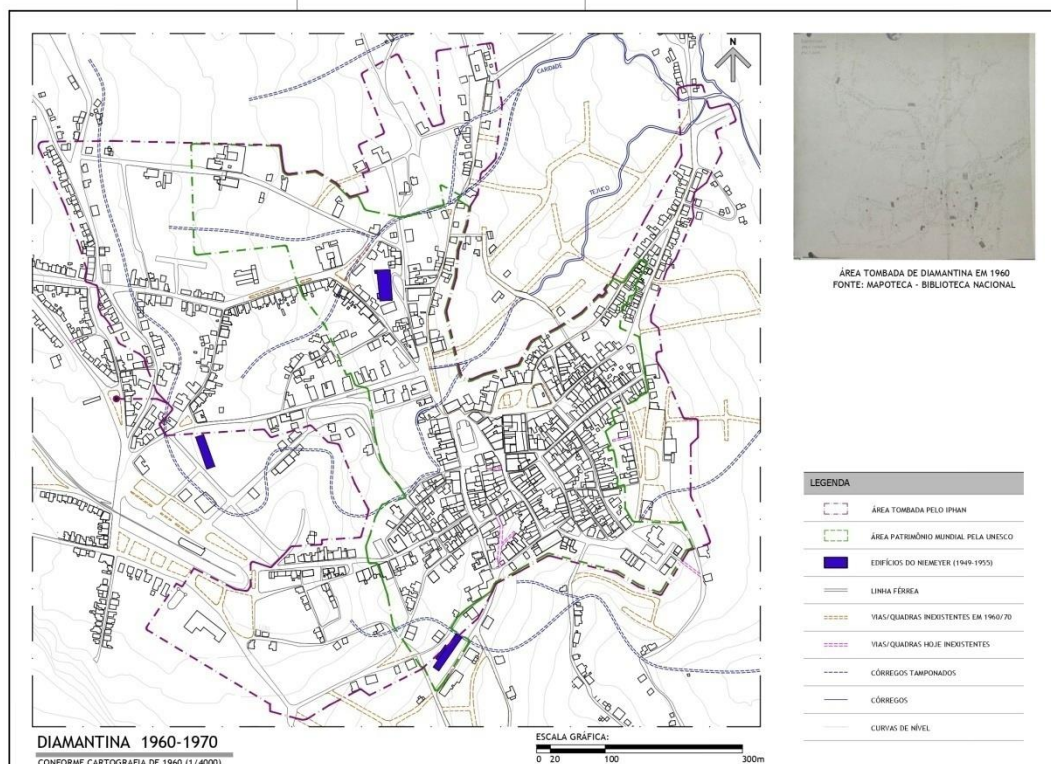 N
CARIDADE
TEJUCO
ÁREA TOMBADA DE DIAMANTINA EM 1960
FONTE: MAPOTECA - BIBLIOTECA NACIONAL
LEGENDA
ÁREA TOMBADA PELO IPHAN
ÁREA PATRIMÔNIO MUNDIAL PELA UNESCO
EDIFÍCIOS DO NIEMEYER (1949-1955)
LINHA FÉRREA
VIAS/QUADRAS INEXISTENTES EM 1960/70
VIAS/QUADRAS HOJE INEXISTENTES
CÓRREGOS TAMPONADOS
CÓRREGOS
CURVAS DE NÍVEL
DIAMANTINA 1960-1970
CONFORME CARTOGRAFIA DE 1960 (1/4000)
ESCALA GRÁFICA:
0 20 100 300m